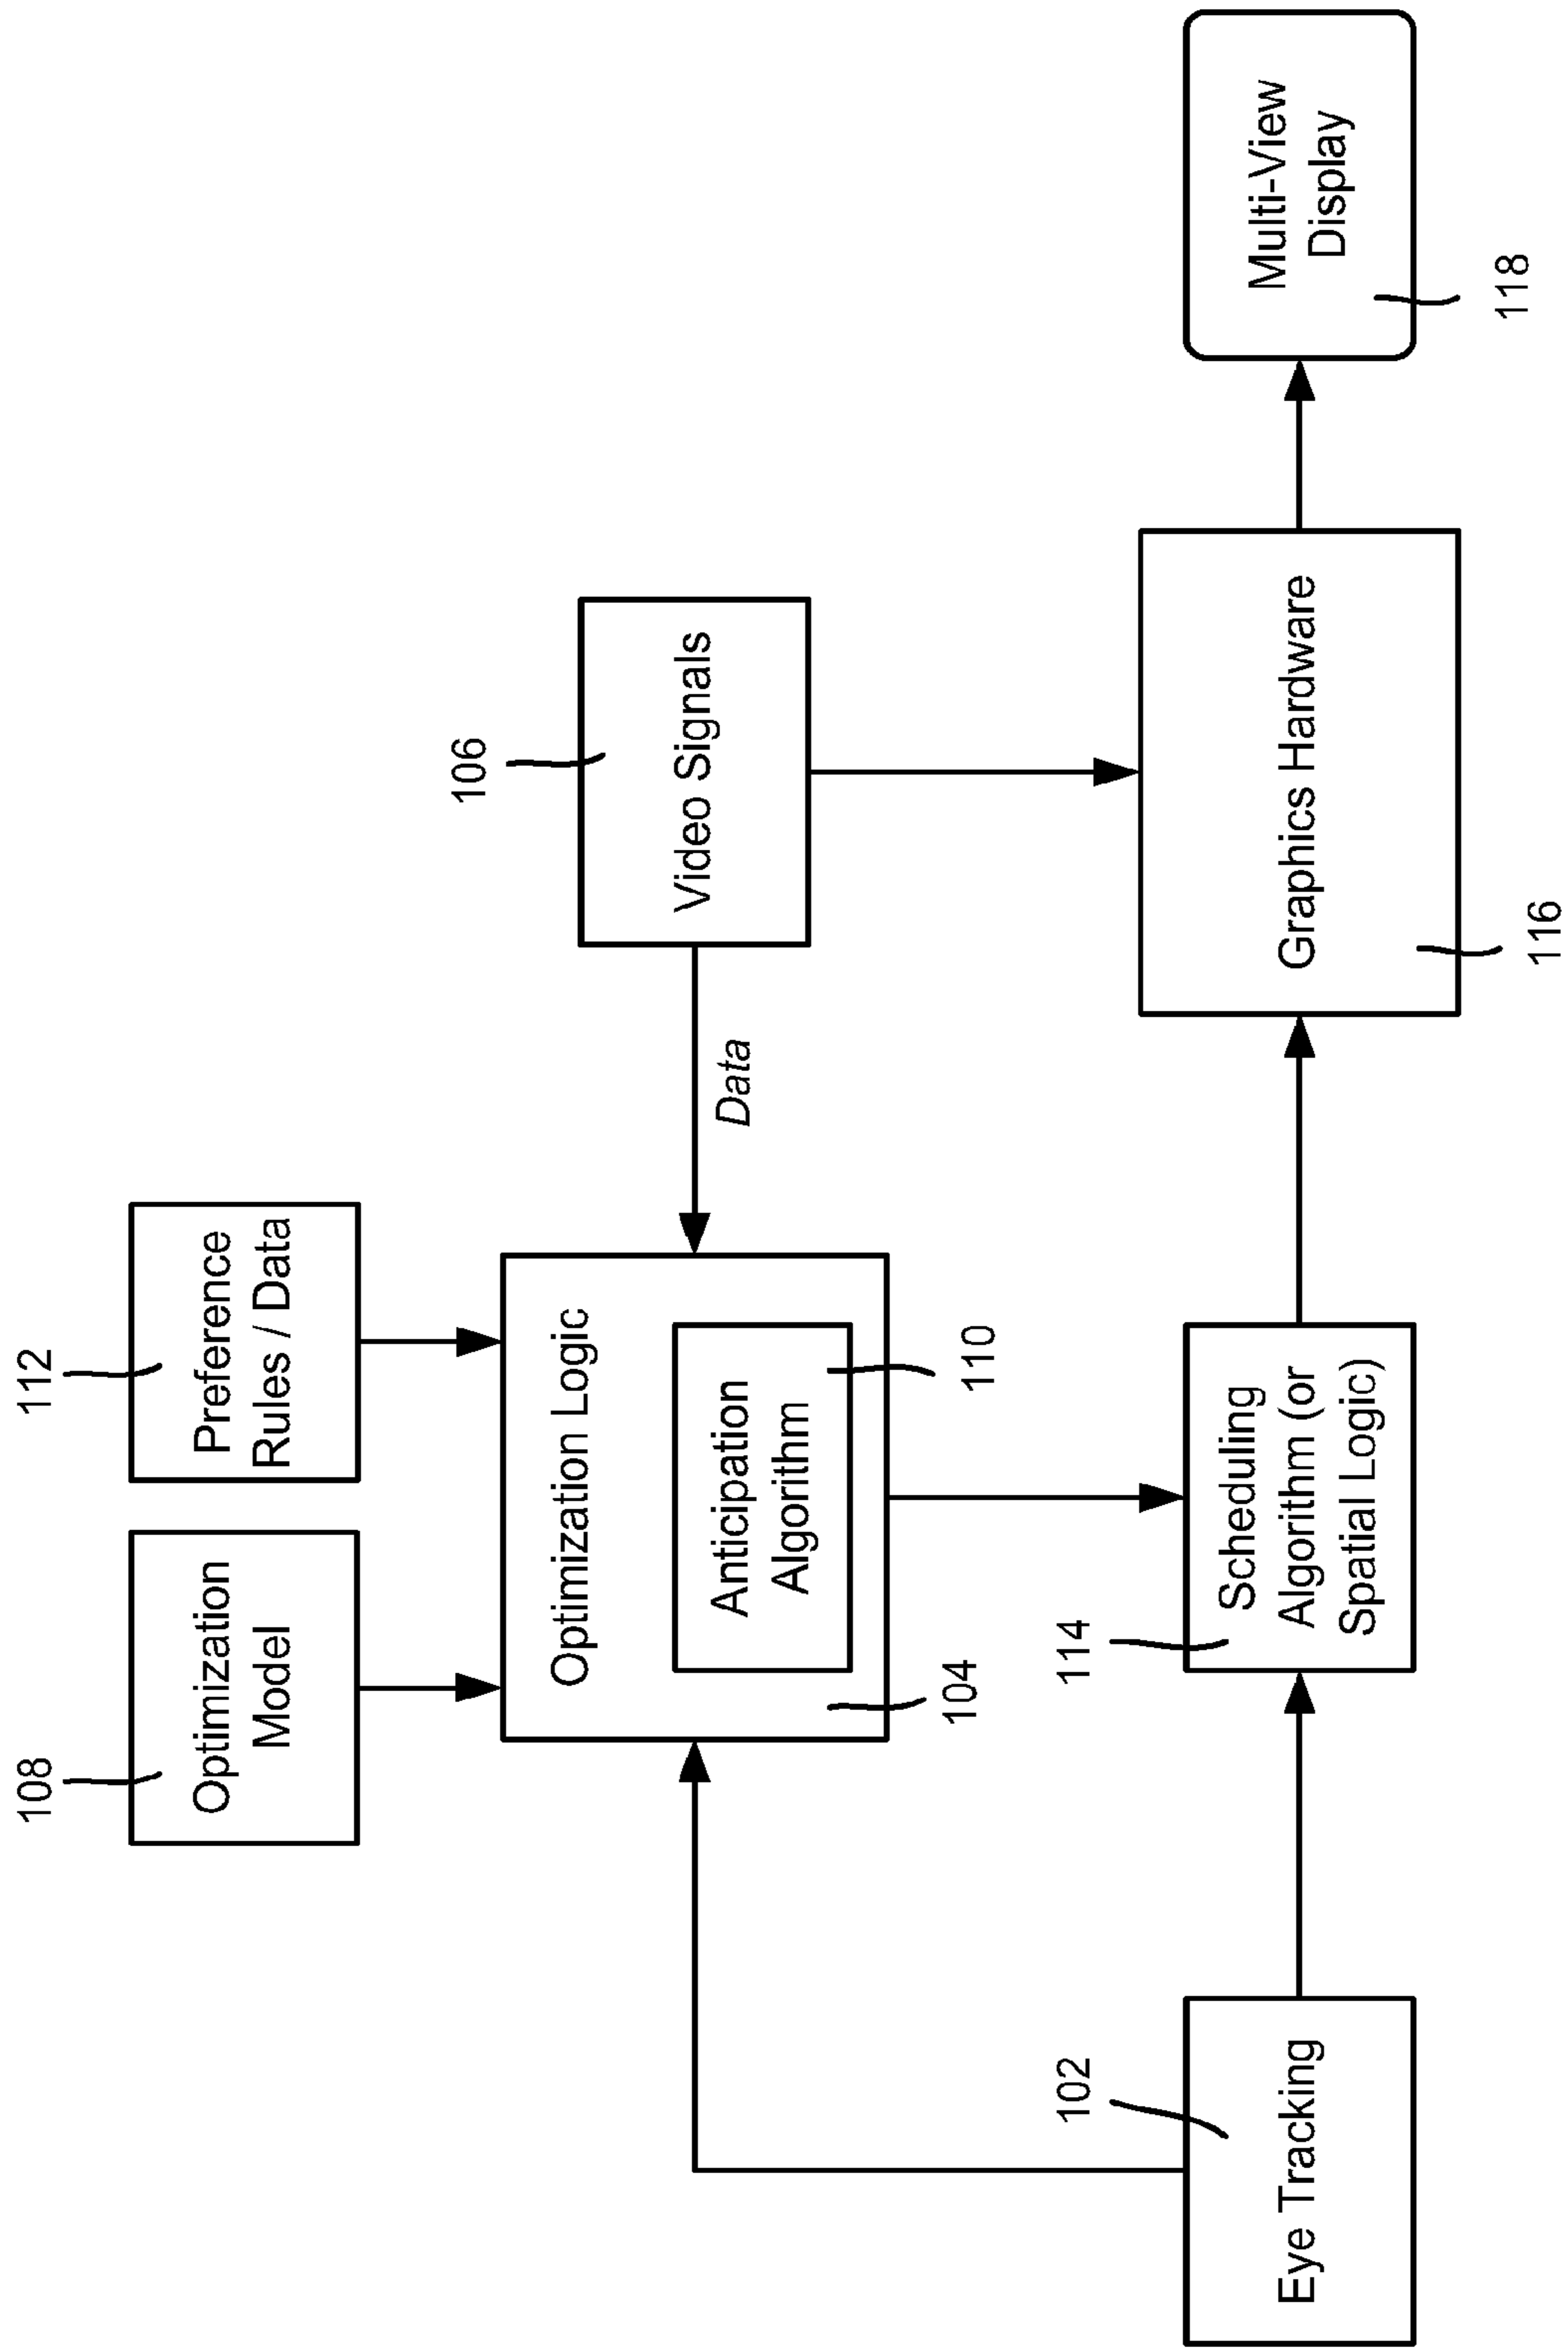 108
Optimization
Model
112
Preference
Rules / Data
Optimization Logic
Anticipation
Algorithm
104
110
Data
106
Video Signals
102
Eye Tracking
114
Scheduling
Algorithm (or
Spatial Logic)
Graphics Hardware
116
Multi-View
Display
118